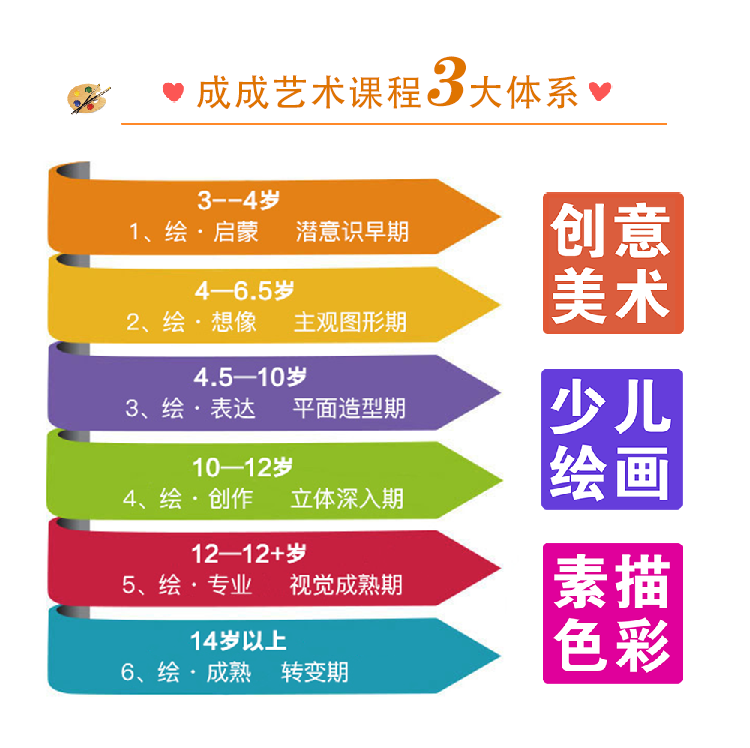 成成艺术课程3大体系
3--4岁
1、绘·启蒙 潜意识早期
4—6.5岁
2、绘·想像 主观图形期
4.5—10岁
3、绘·表达 平面造型期
10—12岁
4、绘·创作 立体深入期
12—12+岁
5、绘·专业 视觉成熟期
14岁以上
6、绘·成熟 转变期
创意
美术
少儿
绘画
素描
色彩